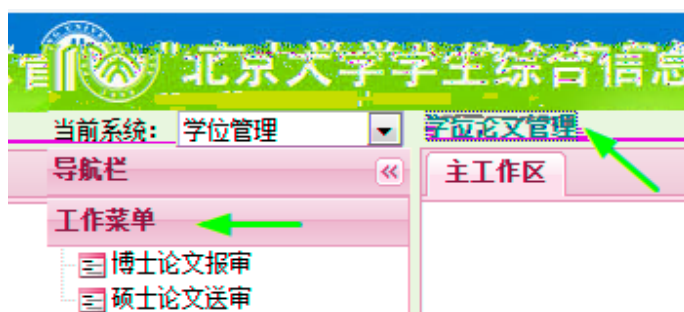 北京大学学生综合信息
当前系统： 学位管理 学位论文管理
导航栏 主工作区
工作菜单
博士论文报审
硕士论文送审